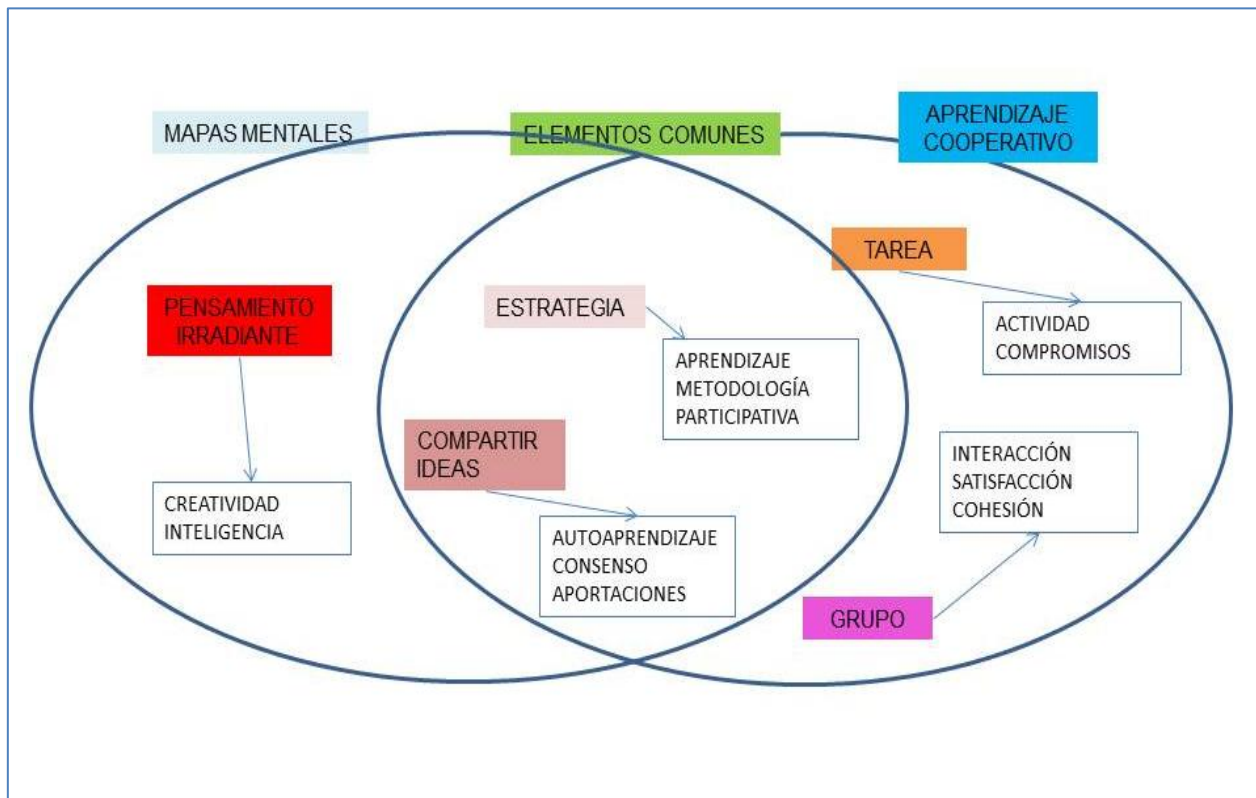 MAPAS MENTALES
ELEMENTOS COMUNES
APRENDIZAJE
COOPERATIVO
PENSAMIENTO
IRRADIANTE
CREATIVIDAD
INTELIGENCIA
ESTRATEGIA
APRENDIZAJE
METODOLOGÍA
PARTICIPATIVA
COMPARTIR
IDEAS
AUTOAPRENDIZAJE
CONSENSO
APORTACIONES
TAREA
ACTIVIDAD
COMPROMISOS
INTERACCIÓN
SATISFACCIÓN
COHESIÓN
GRUPO